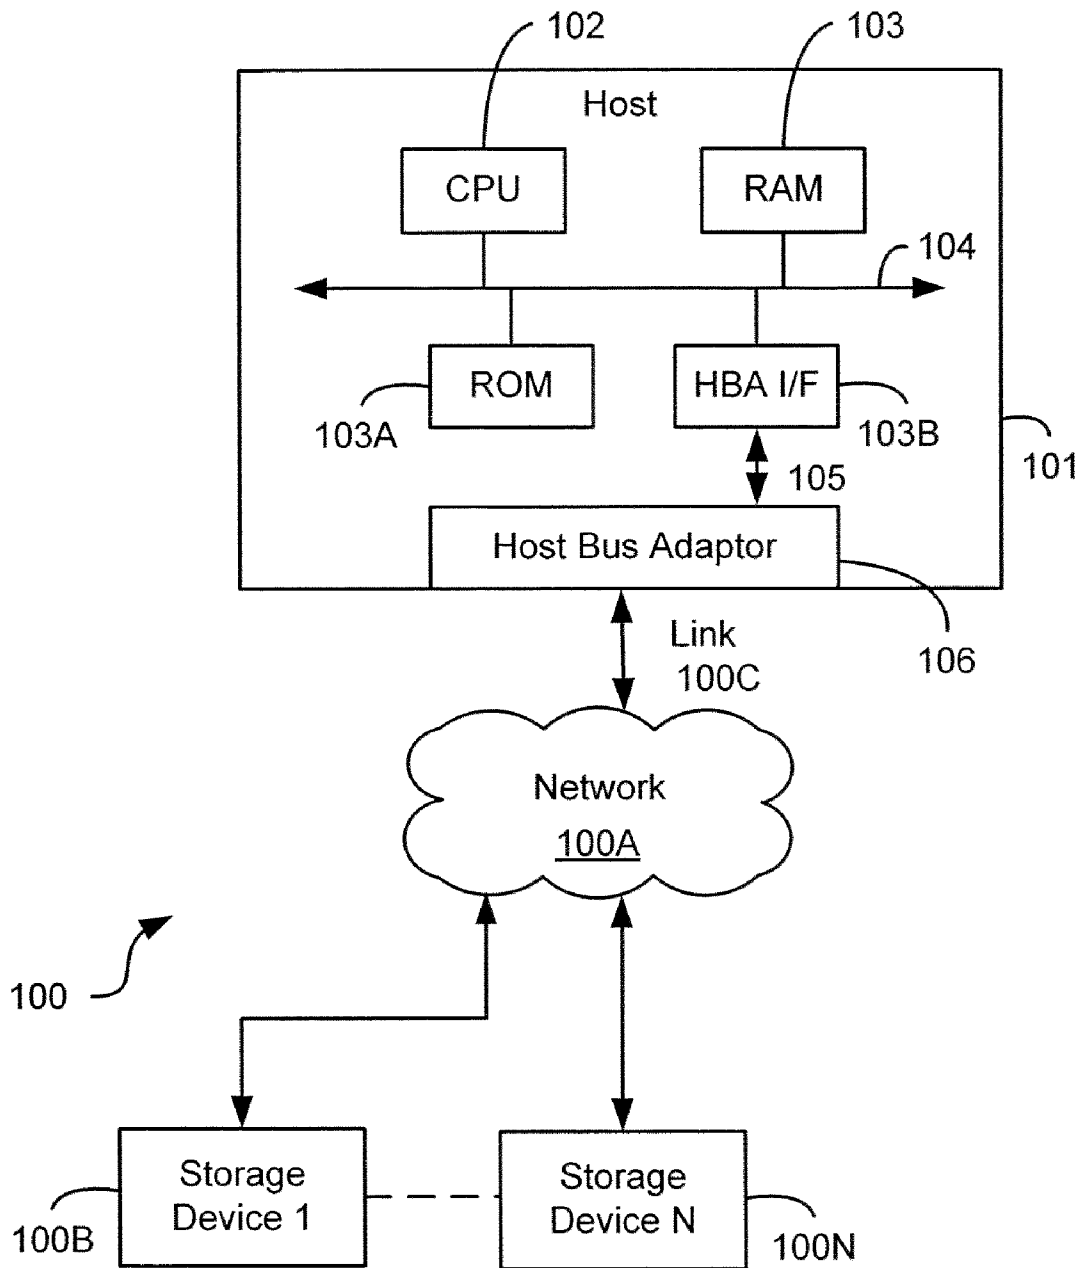 102
103
Host
CPU
RAM
104
ROM
HBA I/F
103A
103B
101
105
Host Bus Adaptor
106
Link
100C
Network
100A
100
Storage
Device 1
Storage
Device N
100B
100N